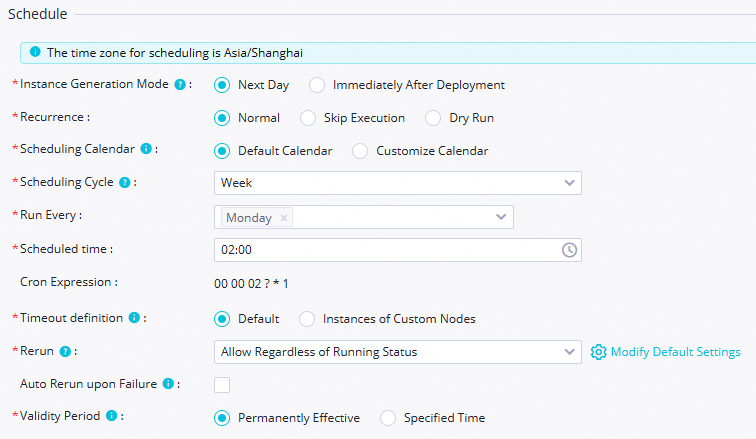 Schedule
The time zone for scheduling is Asia/Shanghai
* Instance Generation Mode ? : Next Day Immediately After Deployment
* Recurrence : Normal Skip Execution Dry Run
* Scheduling Calendar i : Default Calendar Customize Calendar
* Scheduling Cycle ? : Week
* Run Every : Monday ×
* Scheduled time : 02:00
Cron Expression : 00 00 02 ? * 1
* Timeout definition i : Default Instances of Custom Nodes
* Rerun ? : Allow Regardless of Running Status Modify Default Settings
Auto Rerun upon Failure i :
* Validity Period i : Permanently Effective Specified Time